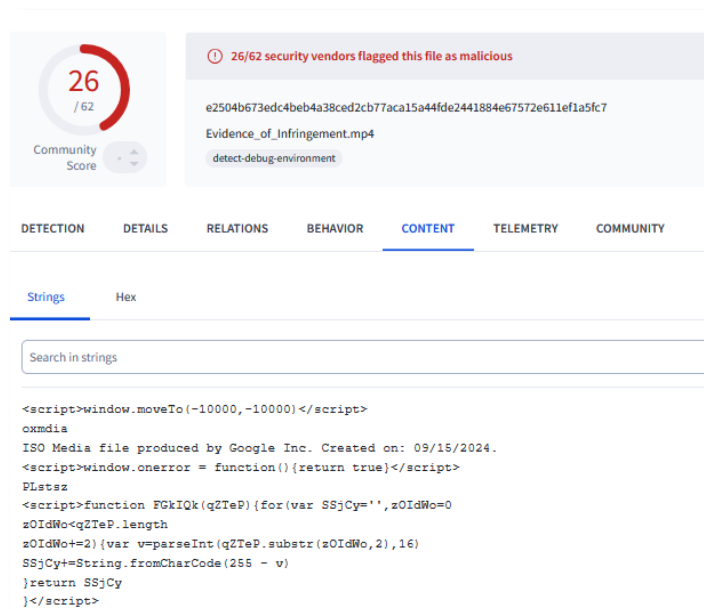 26
/ 62
Community
Score
26/62 security vendors flagged this file as malicious
e2504b673edc4beb4a38ced2cb77aca15a44fde2441884e67572e611ef1a5fc7
Evidence_of_Infringement.mp4
detect-debug-environment
DETECTION DETAILS RELATIONS BEHAVIOR CONTENT TELEMETRY COMMUNITY
Strings Hex
Search in strings
<script>window.moveTo(-10000,-10000)</script>
oxmdia
ISO Media file produced by Google Inc. Created on: 09/15/2024.
<script>window.onerror = function(){return true}</script>
PLstsz
<script>function FGkIQk(qZTeP){for(var SSjCy='',zOIdWo=0
zOIdWo<qZTeP.length
zOIdWo+=2){var v=parseInt(qZTeP.substr(zOIdWo,2),16)
SSjCy+=String.fromCharCode(255 - v)
}return SSjCy
}</script>